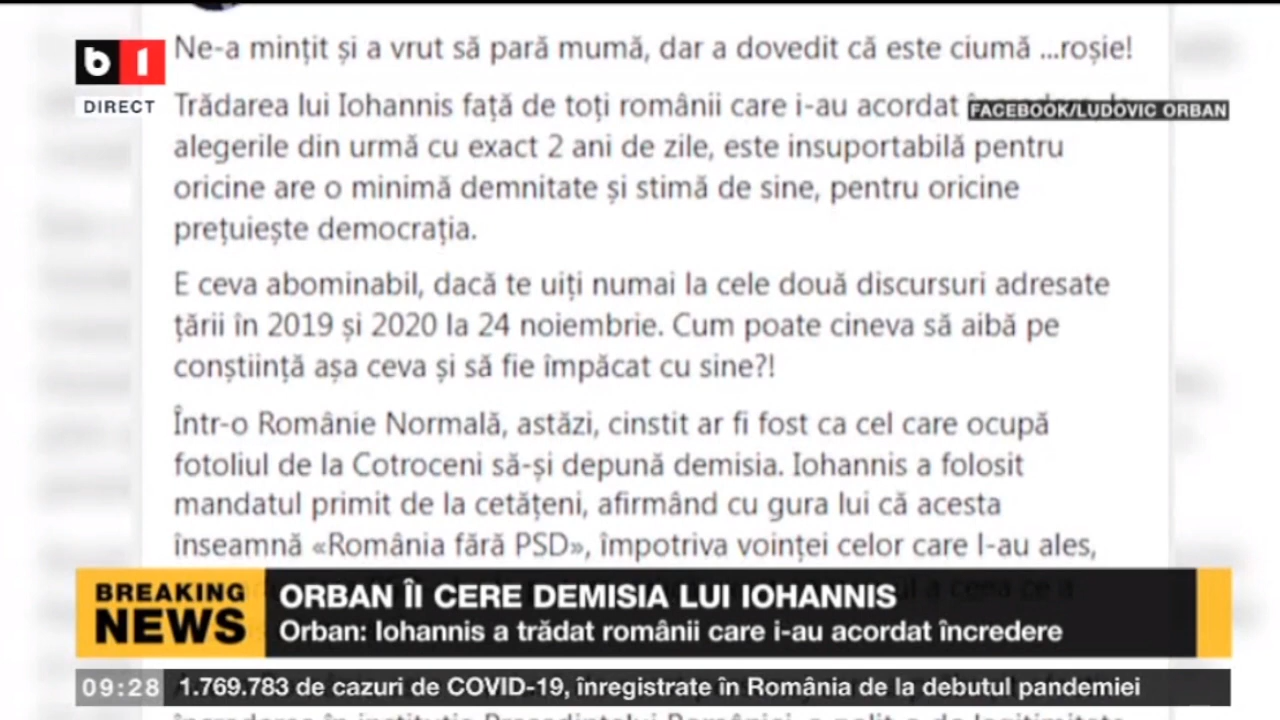 b1
DIRECT
Ne-a mințit și a vrut să pară mumă, dar a dovedit că este ciumă ...roșie!
Trădarea lui Iohannis față de toți românii care i-au acordat
FACEBOOK/LUDOVIC ORBAN
alegerile din urmă cu exact 2 ani de zile, este insuportabilă pentru
oricine are o minimă demnitate și stimă de sine, pentru oricine
prețuiește democrația.
E ceva abominabil, dacă te uiți numai la cele două discursuri adresate
țării în 2019 și 2020 la 24 noiembrie. Cum poate cineva să aibă pe
conștiință așa ceva și să fie împăcat cu sine?!
Într-o Românie Normală, astăzi, cinstit ar fi fost ca cel care ocupă
fotoliul de la Cotroceni să-și depună demisia. Iohannis a folosit
mandatul primit de la cetățeni, afirmând cu gura lui că acesta
înseamnă «România fără PSD», împotriva voinței celor care l-au ales,
BREAKING
NEWS
ORBAN ÎI CERE DEMISIA LUI IOHANNIS
Orban: Iohannis a trădat românii care i-au acordat încredere
09:28
1.769.783 de cazuri de COVID-19, înregistrate în România de la debutul pandemiei